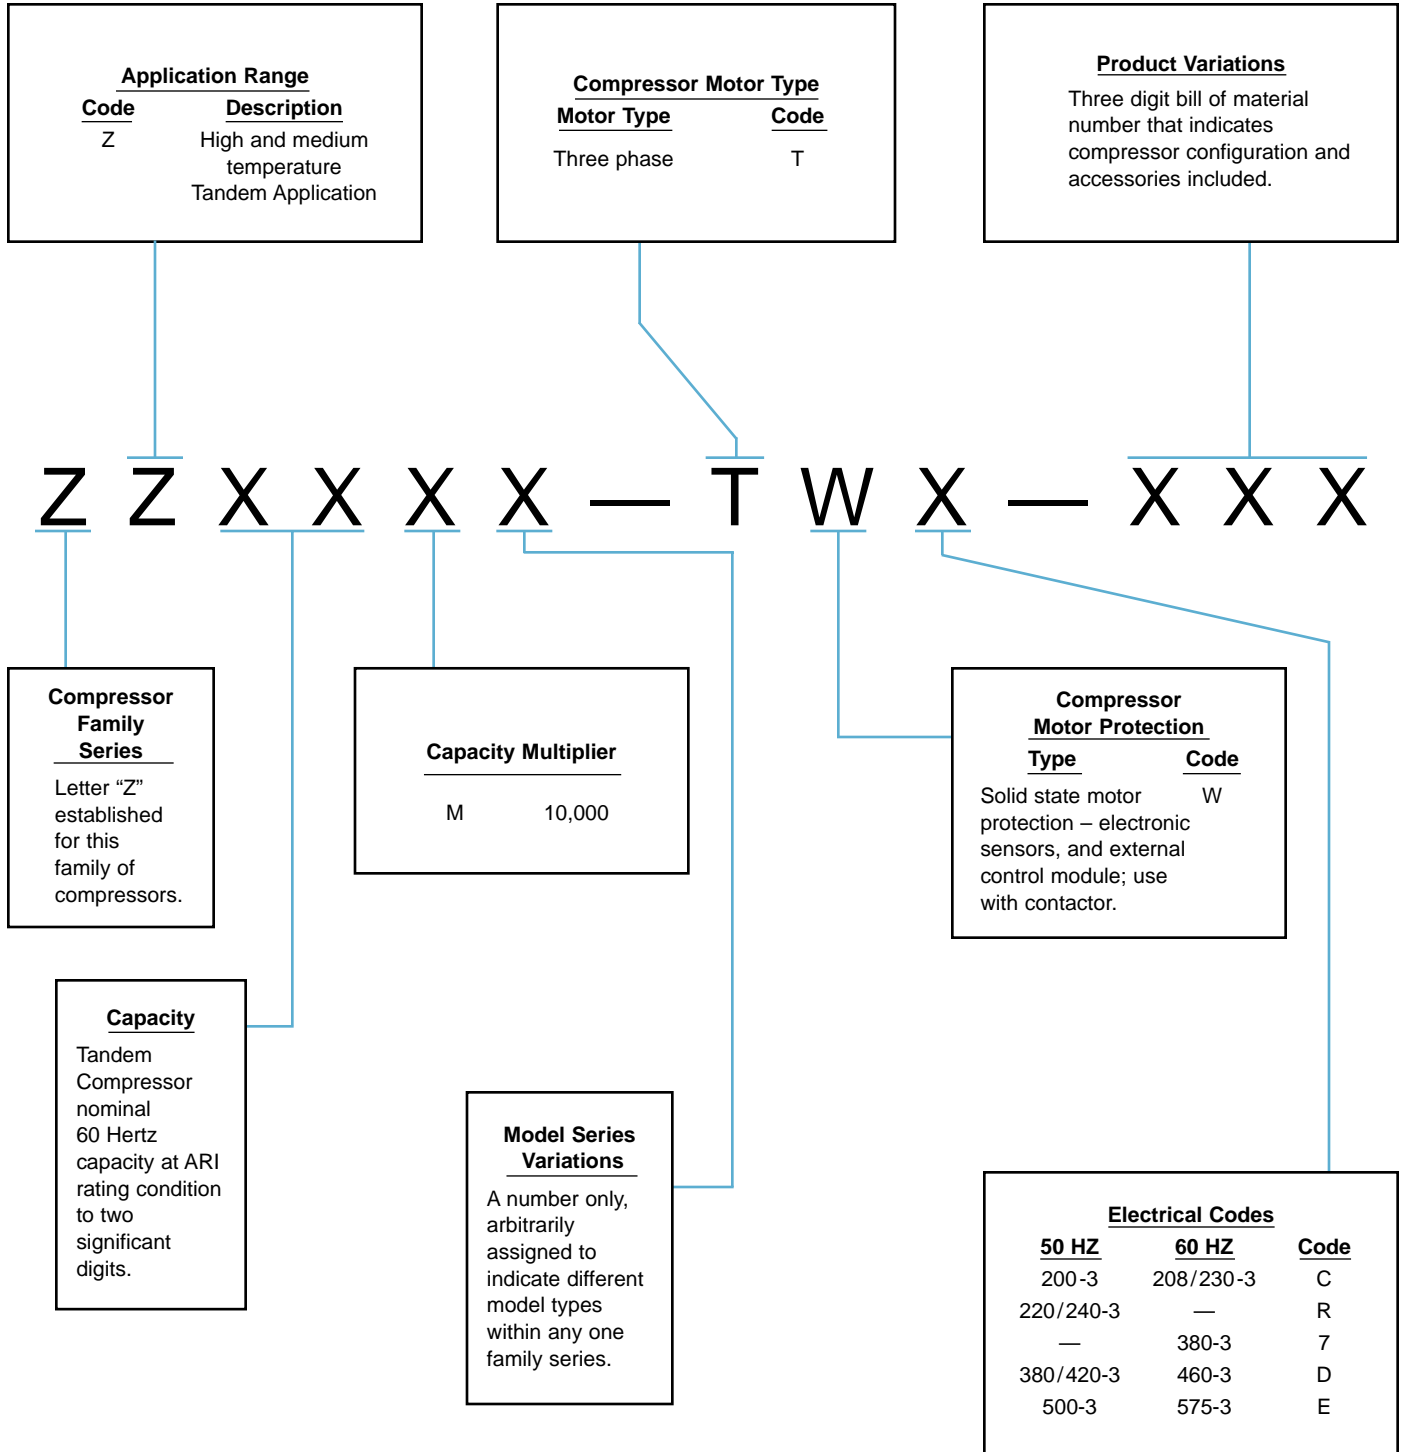 Application Range
Code Description
Z High and medium
temperature
Tandem Application
Compressor Motor Type
Motor Type Code
Three phase T
Product Variations
Three digit bill of material
number that indicates
compressor configuration and
accessories included.
Z Z X X X X — T W X — X X X
Compressor
Family
Series
Letter “Z”
established
for this
family of
compressors.
Capacity Multiplier
M 10,000
Compressor
Motor Protection
Type Code
Solid state motor W
protection – electronic
sensors, and external
control module; use
with contactor.
Capacity
Tandem
Compressor
nominal
60 Hertz
capacity at ARI
rating condition
to two
significant
digits.
Model Series
Variations
A number only,
arbitrarily
assigned to
indicate different
model types
within any one
family series.
Electrical Codes
50 HZ 60 HZ Code
200-3 208/230-3 C
220/240-3 — R
— 380-3 7
380/420-3 460-3 D
500-3 575-3 E